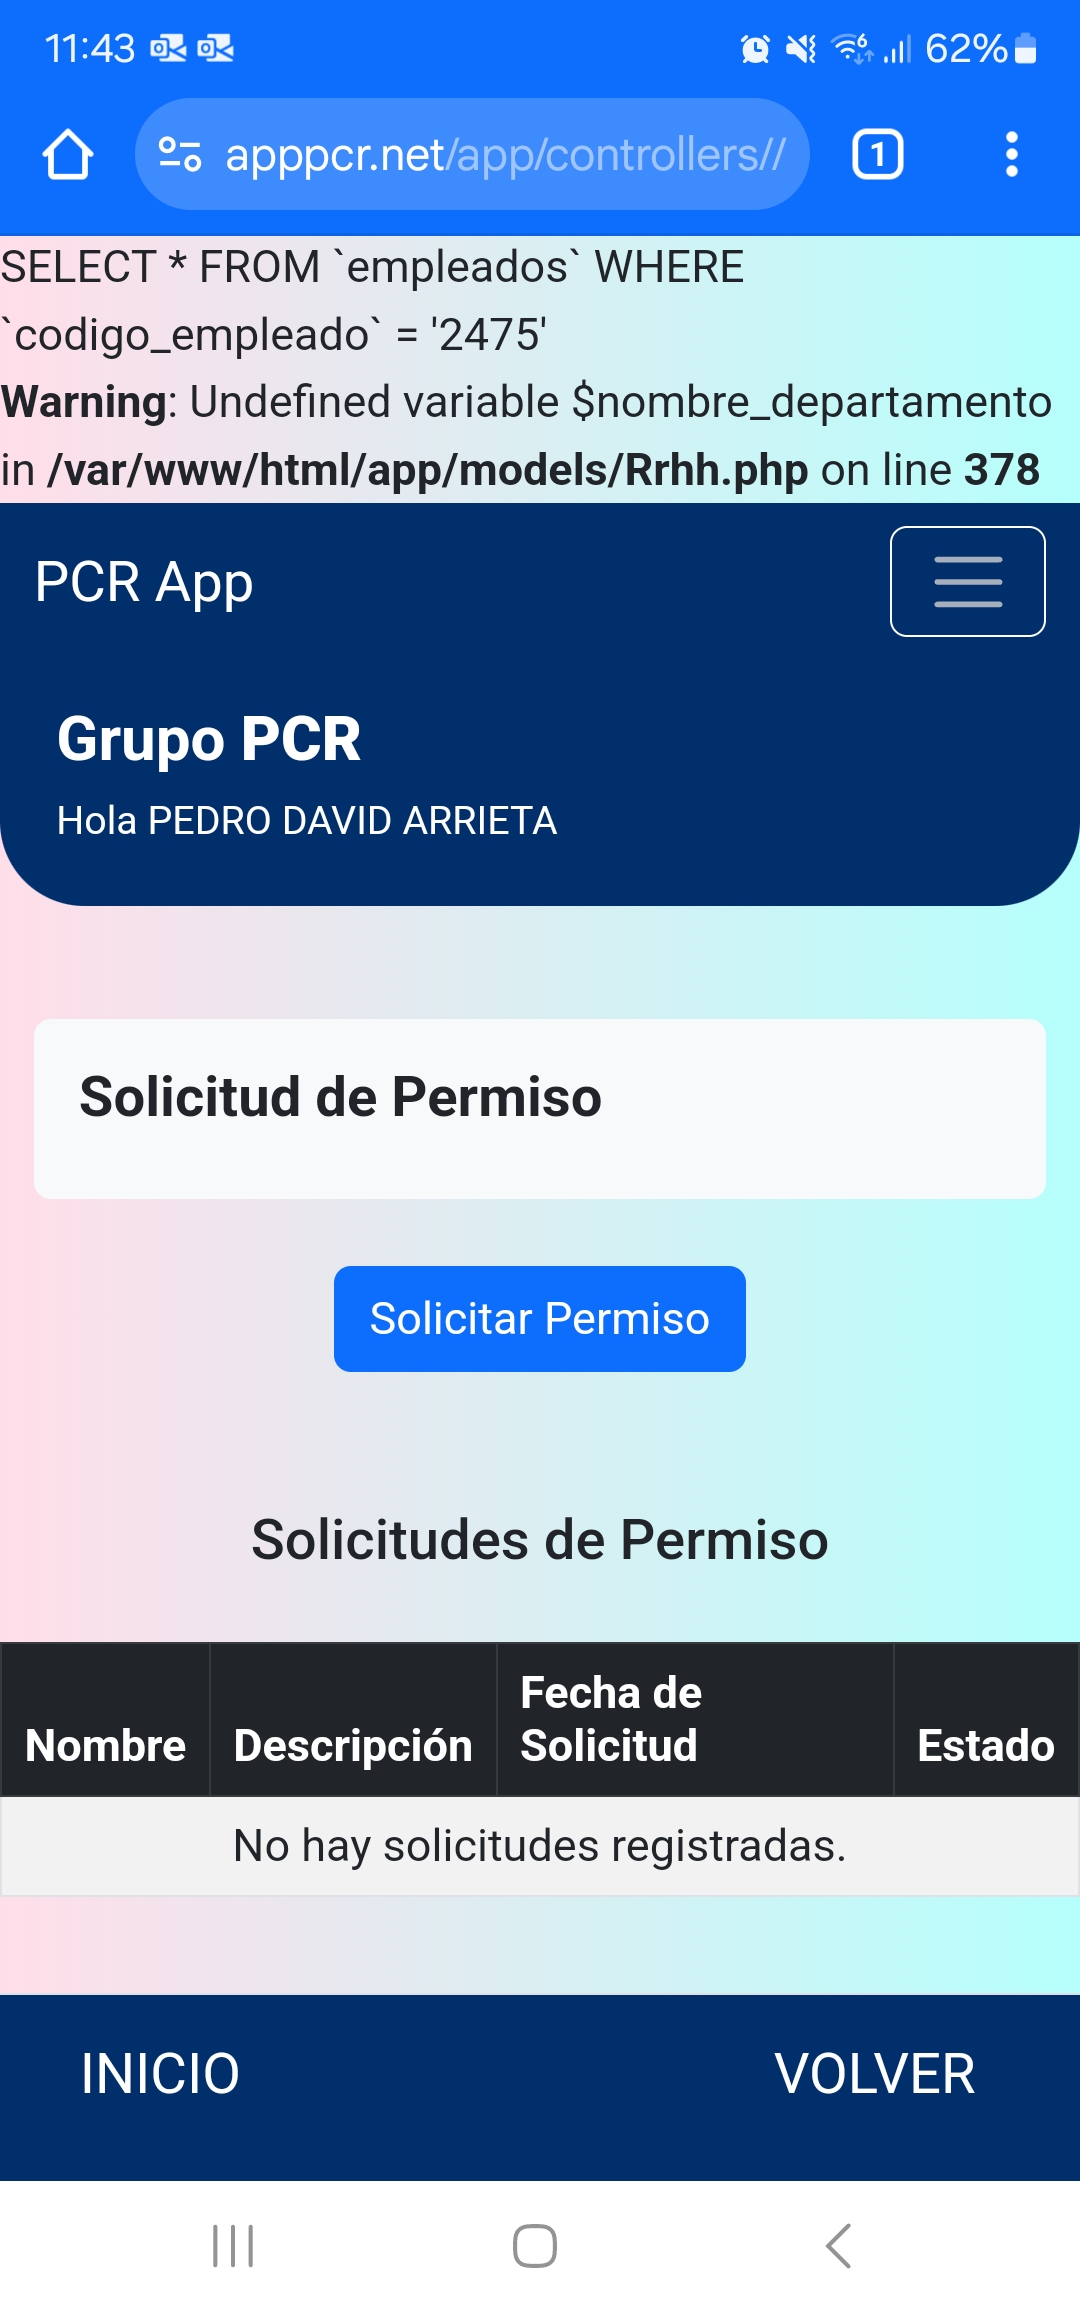 11:43
6
62%
apppcr.net/app/controllers//
1
SELECT * FROM `empleados` WHERE
`codigo_empleado` = '2475'
Warning: Undefined variable $nombre_departamento
in /var/www/html/app/models/Rrhh.php on line 378
PCR App
Grupo PCR
Hola PEDRO DAVID ARRIETA
Solicitud de Permiso
Solicitar Permiso
Solicitudes de Permiso
Nombre Descripción Fecha de Solicitud Estado
No hay solicitudes registradas.
INICIO VOLVER